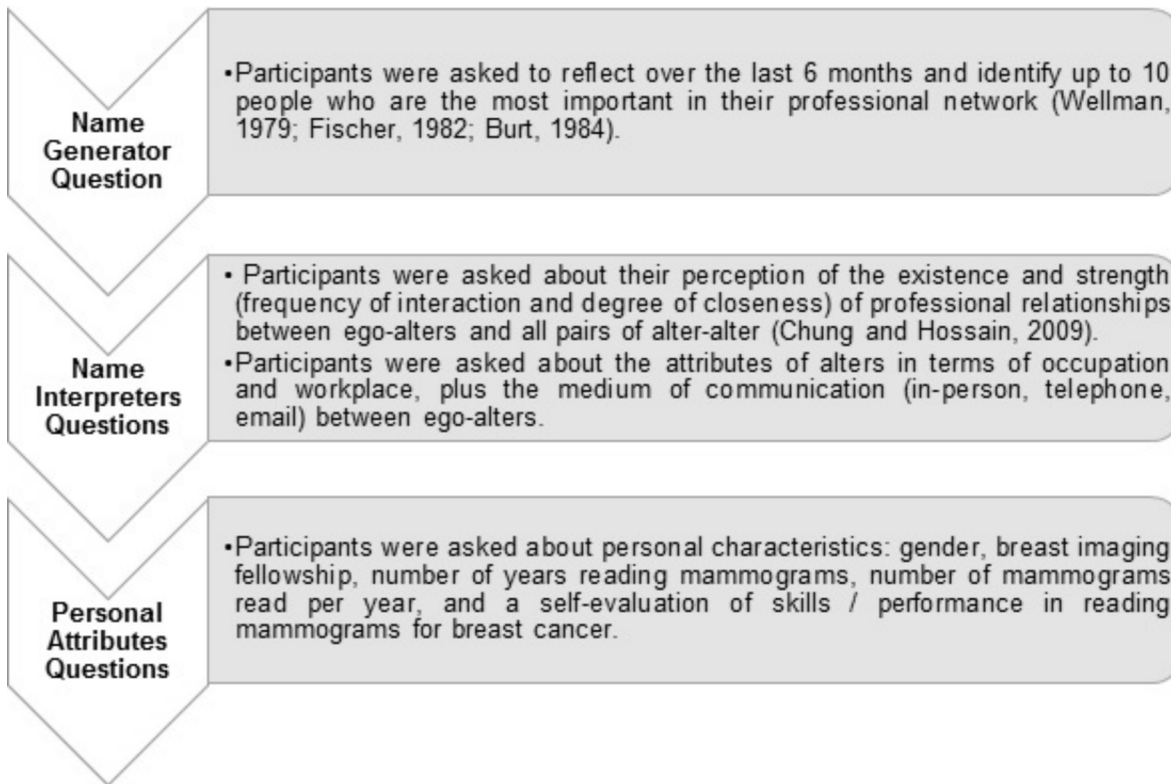 Name
Generator
Question
•Participants were asked to reflect over the last 6 months and identify up to 10
people who are the most important in their professional network (Wellman,
1979; Fischer, 1982; Burt, 1984).
Name
Interpreters
Questions
• Participants were asked about their perception of the existence and strength
(frequency of interaction and degree of closeness) of professional relationships
between ego-alters and all pairs of alter-alter (Chung and Hossain, 2009).
•Participants were asked about the attributes of alters in terms of occupation
and workplace, plus the medium of communication (in-person, telephone,
email) between ego-alters.
Personal
Attributes
Questions
•Participants were asked about personal characteristics: gender, breast imaging
fellowship, number of years reading mammograms, number of mammograms
read per year, and a self-evaluation of skills / performance in reading
mammograms for breast cancer.